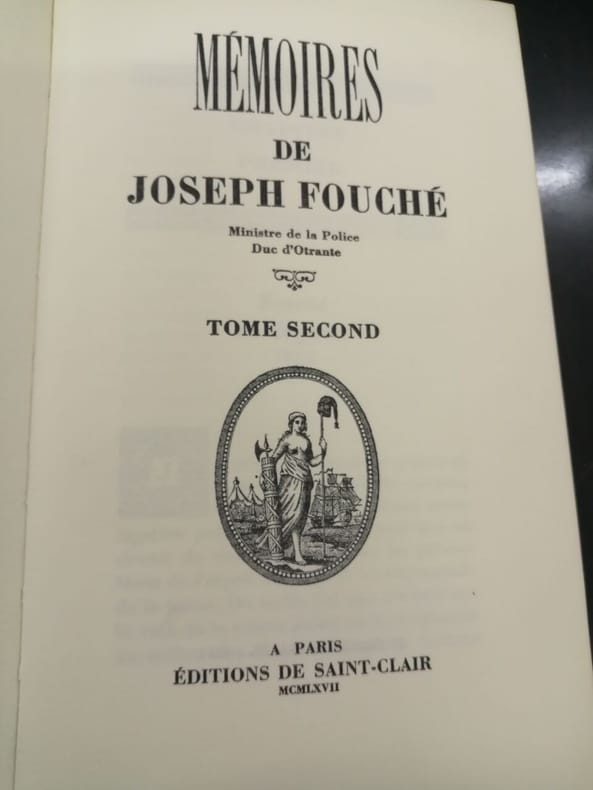 MÉMOIRES
DE
JOSEPH FOUCHÉ
Ministre de la Police
Duc d'Otrante
TOME SECOND
A PARIS
ÉDITIONS DE SAINT-CLAIR
MCMLXVII